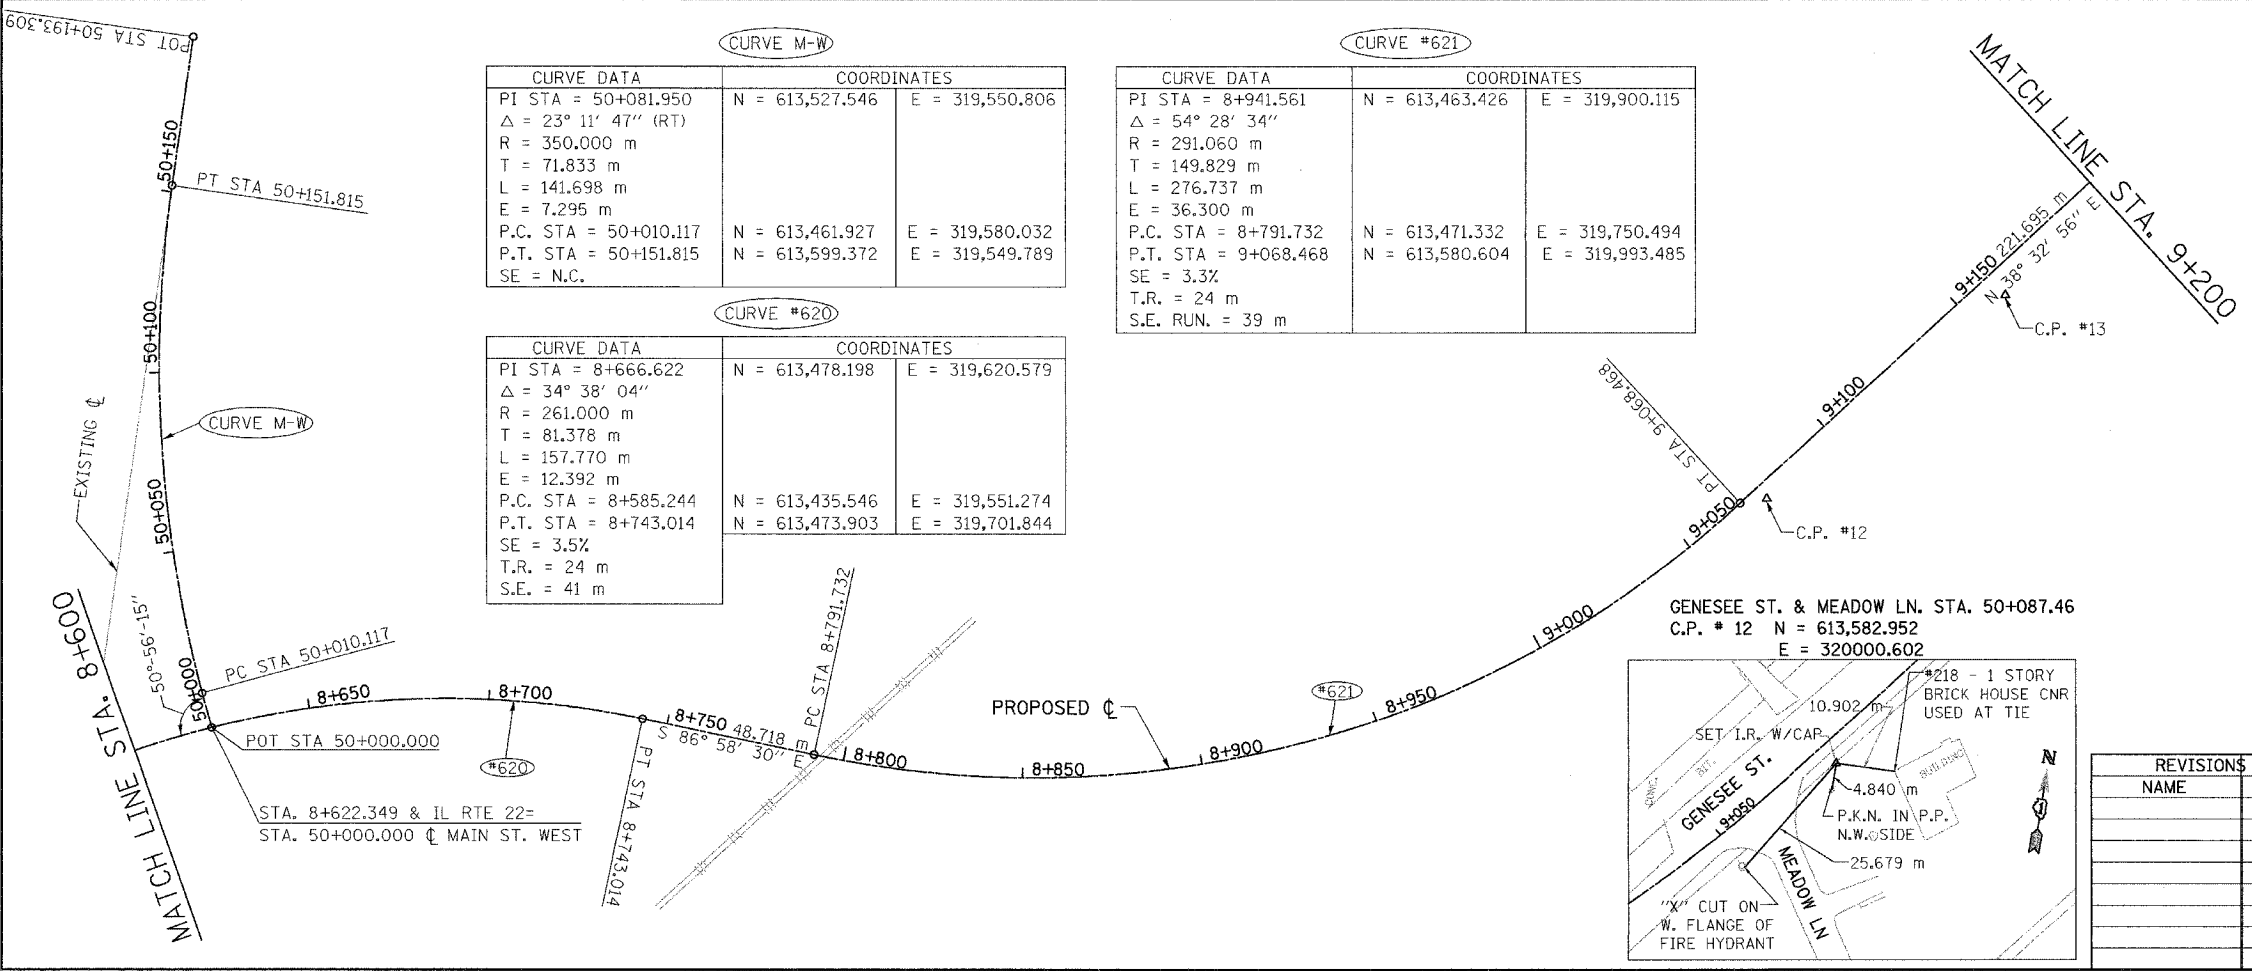 POT STA 50+193.309
50+150
PT STA 50+151.815
50+100
EXISTING ℄
CURVE M-W
50+050
50°-56'-15"
50+000
PC STA 50+010.117
MATCH LINE STA. 8+600
POT STA 50+000.000
STA. 8+622.349 & IL RTE 22=
STA. 50+000.000 ℄ MAIN ST. WEST
CURVE M-W
CURVE DATA COORDINATES
PI STA = 50+081.950 N = 613,527.546 E = 319,550.806
Δ = 23° 11' 47" (RT)
R = 350.000 m
T = 71.833 m
L = 141.698 m
E = 7.295 m
P.C. STA = 50+010.117 N = 613,461.927 E = 319,580.032
P.T. STA = 50+151.815 N = 613,599.372 E = 319,549.789
SE = N.C.
CURVE #620
CURVE DATA COORDINATES
PI STA = 8+666.622 N = 613,478.198 E = 319,620.579
Δ = 34° 38' 04"
R = 261.000 m
T = 81.378 m
L = 157.770 m
E = 12.392 m
P.C. STA = 8+585.244 N = 613,435.546 E = 319,551.274
P.T. STA = 8+743.014 N = 613,473.903 E = 319,701.844
SE = 3.5%
T.R. = 24 m
S.E. = 41 m
CURVE #621
CURVE DATA COORDINATES
PI STA = 8+941.561 N = 613,463.426 E = 319,900.115
Δ = 54° 28' 34"
R = 291.060 m
T = 149.829 m
L = 276.737 m
E = 36.300 m
P.C. STA = 8+791.732 N = 613,471.332 E = 319,750.494
P.T. STA = 9+068.468 N = 613,580.604 E = 319,993.485
SE = 3.3%
T.R. = 24 m
S.E. RUN. = 39 m
8+650
8+700
#620
8+750
48.718 m
S 86° 58' 30" E
PT STA 8+743.014
PC STA 8+791.732
8+800
8+850
PROPOSED ℄
8+900
#621
8+950
9+000
9+050
PT STA 9+068.468
C.P. #12
9+100
9+150
221.695 m
N 38° 32' 56" E
C.P. #13
MATCH LINE STA. 9+200
GENESEE ST. & MEADOW LN. STA. 50+087.46
C.P. # 12 N = 613,582.952
E = 320000.602
#218 - 1 STORY
BRICK HOUSE CNR
USED AT TIE
10.902 m
SET I.R. W/CAP
CONC.
BIT.
BUILDING
N
GENESEE ST.
9+050
4.840 m
P.K.N. IN P.P.
N.W. SIDE
25.679 m
MEADOW LN
"X" CUT ON
W. FLANGE OF
FIRE HYDRANT
REVISIONS
NAME